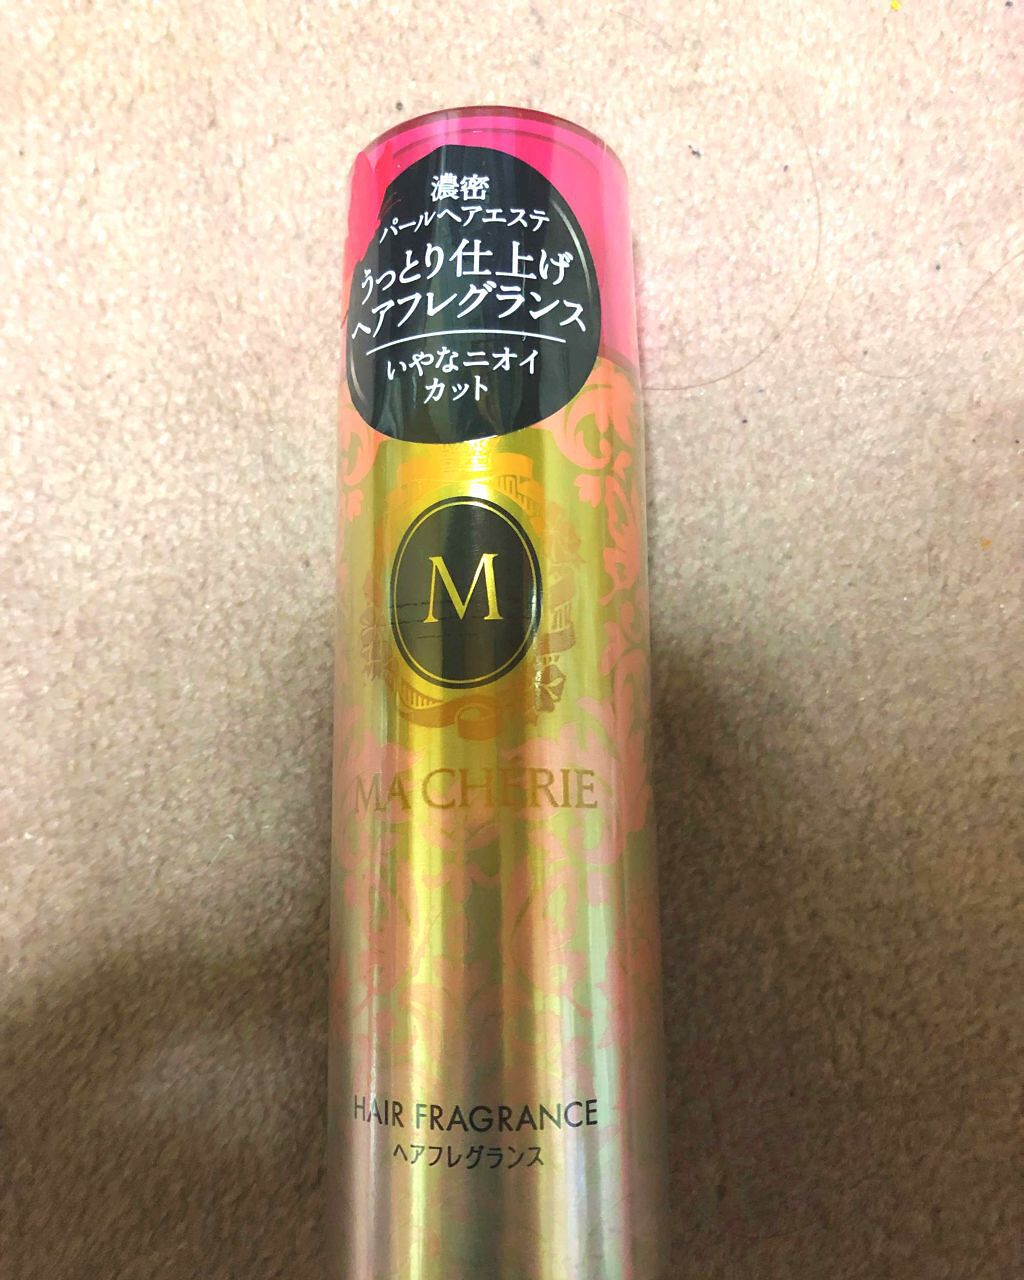 濃密
パールヘアエステ
うっとり仕上げ
ヘアフレグランス
いやなニオイ
カット
M
MA CHÉRIE
HAIR FRAGRANCE
ヘアフレグランス